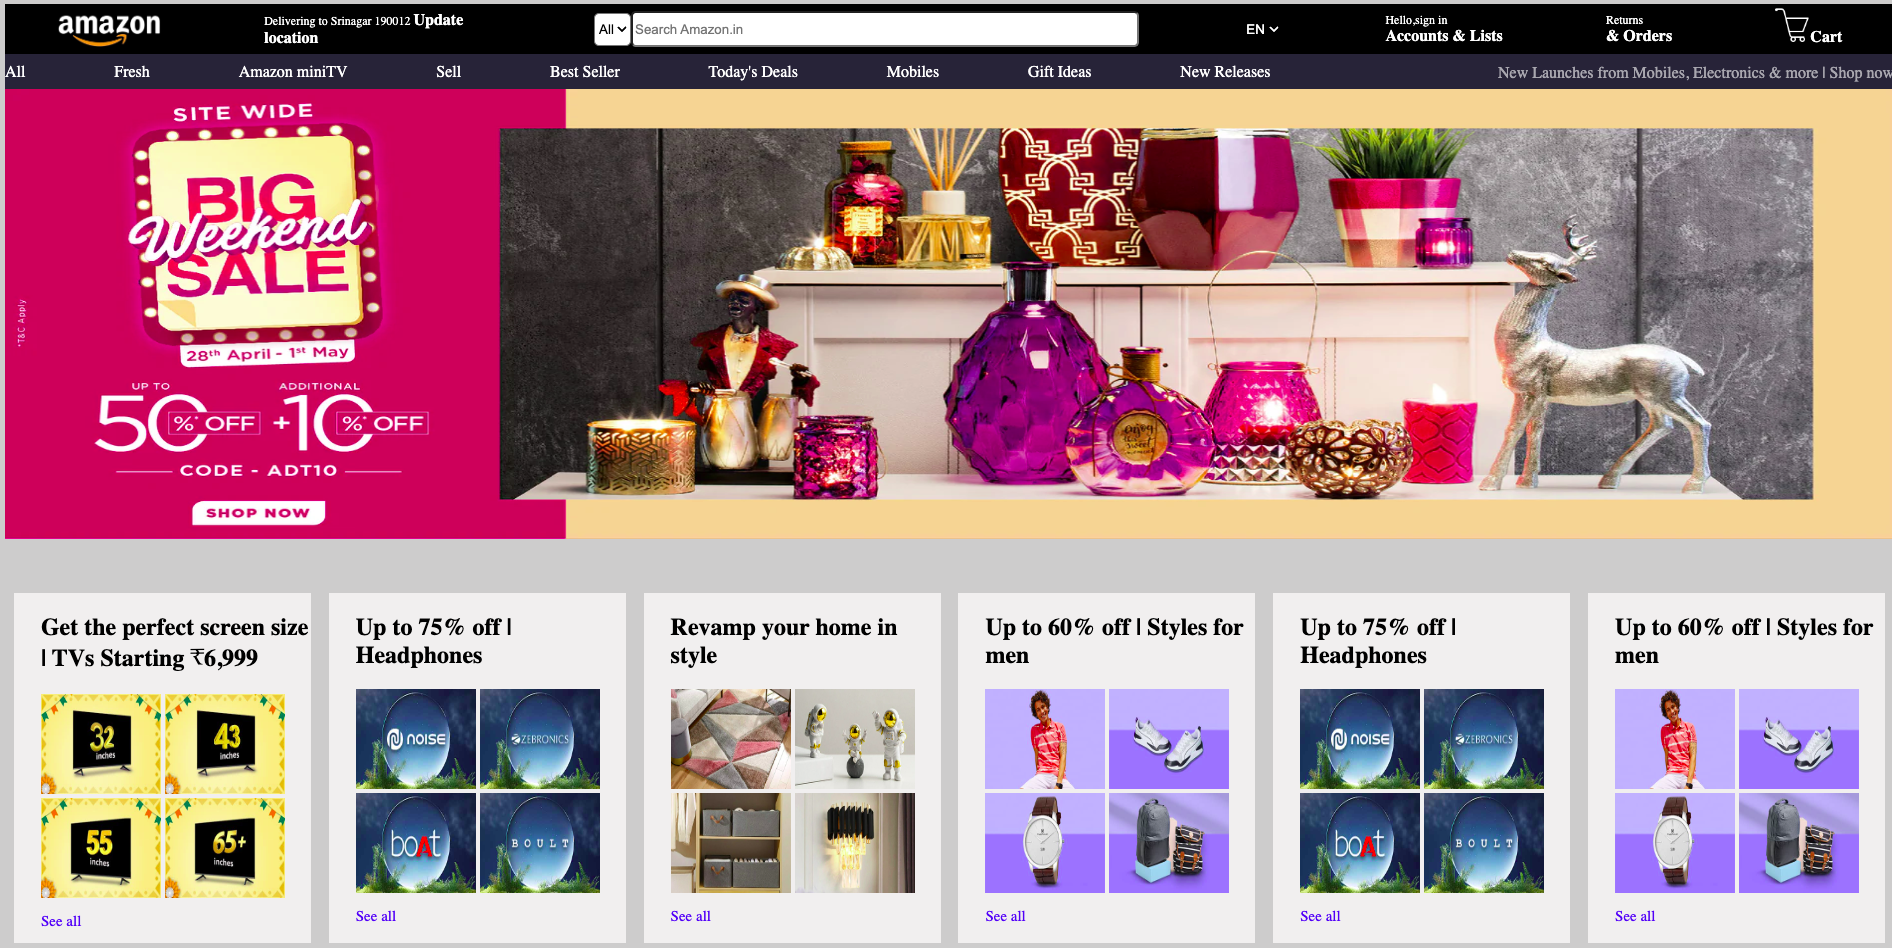 amazon
Delivering to Srinagar 190012 Update
location
All
Search Amazon.in
EN
Hello,sign in
Accounts & Lists
Returns
& Orders
Cart
All
Fresh
Amazon miniTV
Sell
Best Seller
Today's Deals
Mobiles
Gift Ideas
New Releases
New Launches from Mobiles, Electronics & more | Shop now
SITE WIDE
BIG
Weekend
SALE
28th April - 1st May
*T&C Apply
UP TO
50%* OFF
ADDITIONAL
+10%* OFF
CODE - ADT10
SHOP NOW
enjoy
the
sweet
moment
Get the perfect screen size
| TVs Starting ₹6,999
32
inches
43
inches
55
inches
65+
inches
See all
Up to 75% off |
Headphones
noise
ZEBRONICS
boAt
BOULT
See all
Revamp your home in
style
See all
Up to 60% off | Styles for
men
See all
Up to 75% off |
Headphones
noise
ZEBRONICS
boAt
BOULT
See all
Up to 60% off | Styles for
men
See all